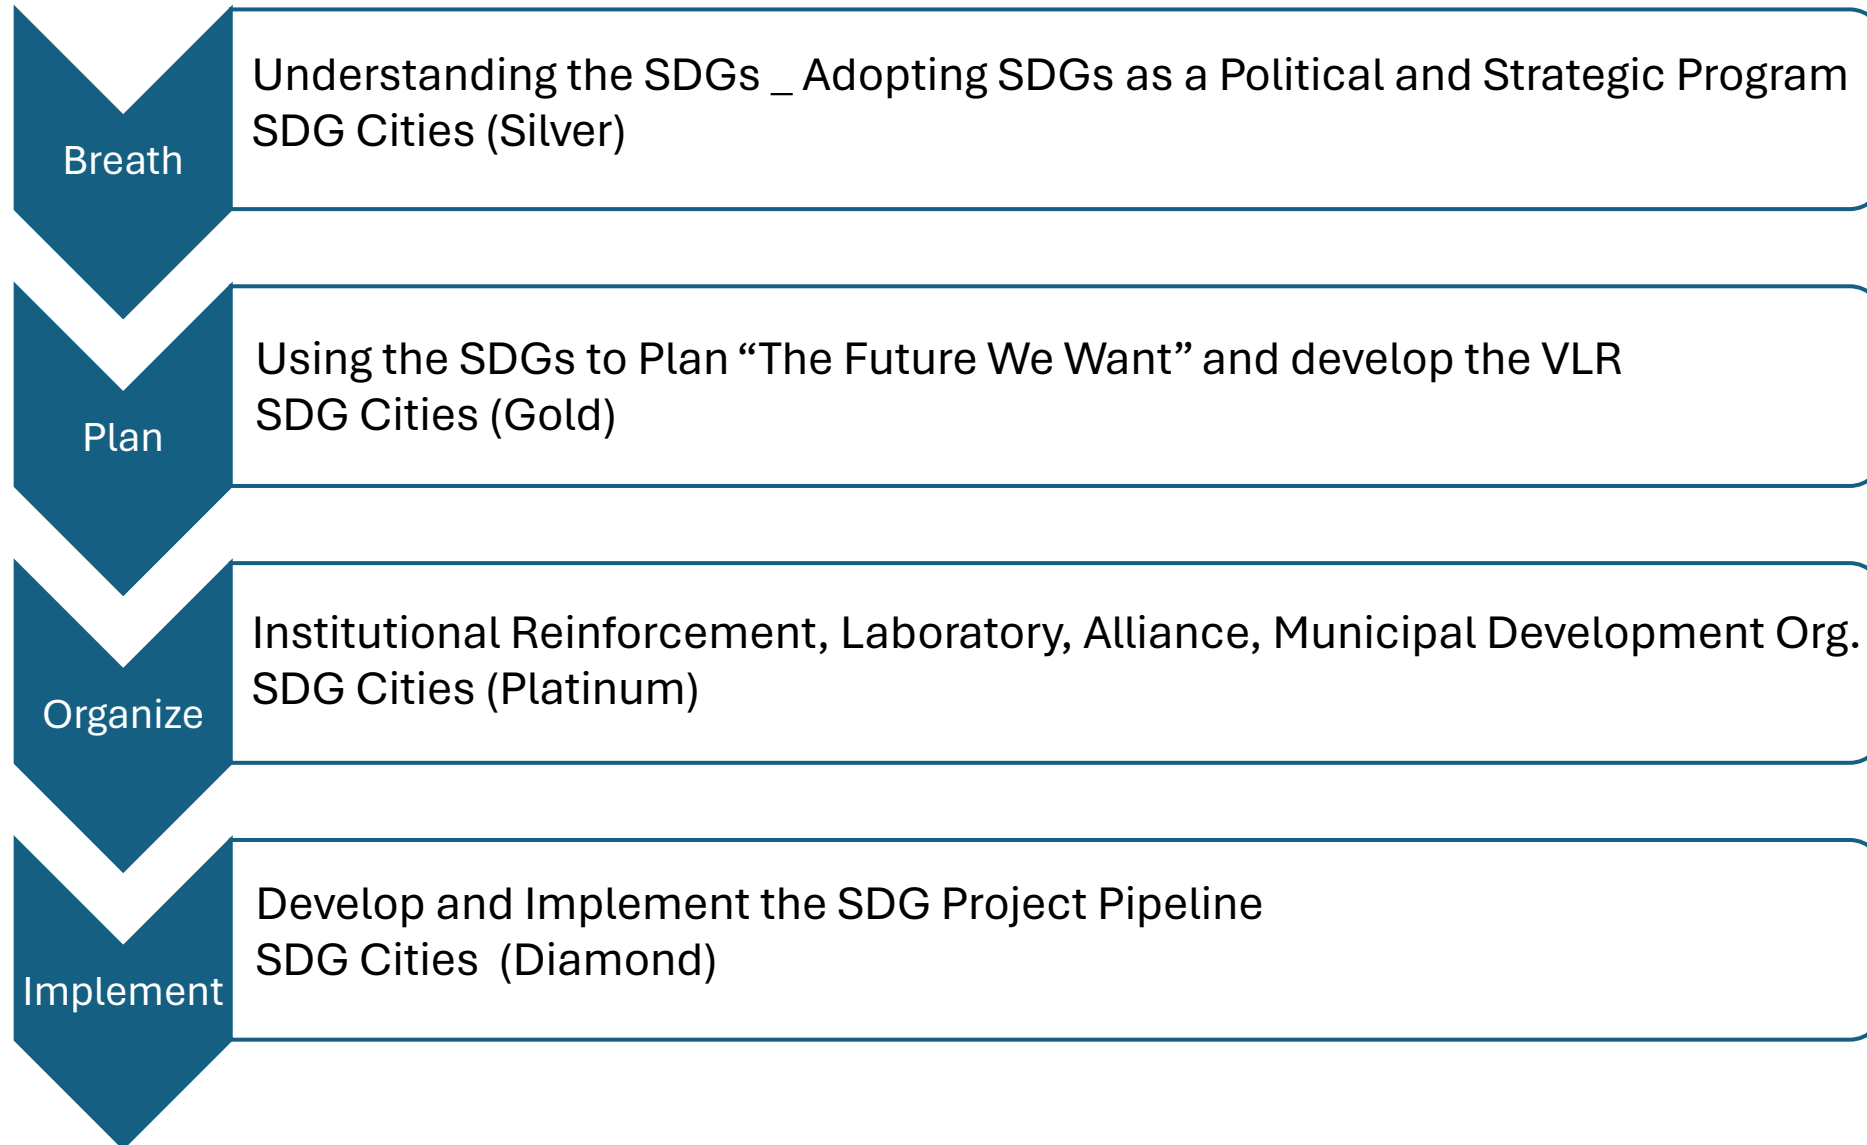 Breath
Understanding the SDGs _ Adopting SDGs as a Political and Strategic Program
SDG Cities (Silver)
Plan
Using the SDGs to Plan “The Future We Want” and develop the VLR
SDG Cities (Gold)
Organize
Institutional Reinforcement, Laboratory, Alliance, Municipal Development Org.
SDG Cities (Platinum)
Implement
Develop and Implement the SDG Project Pipeline
SDG Cities  (Diamond)